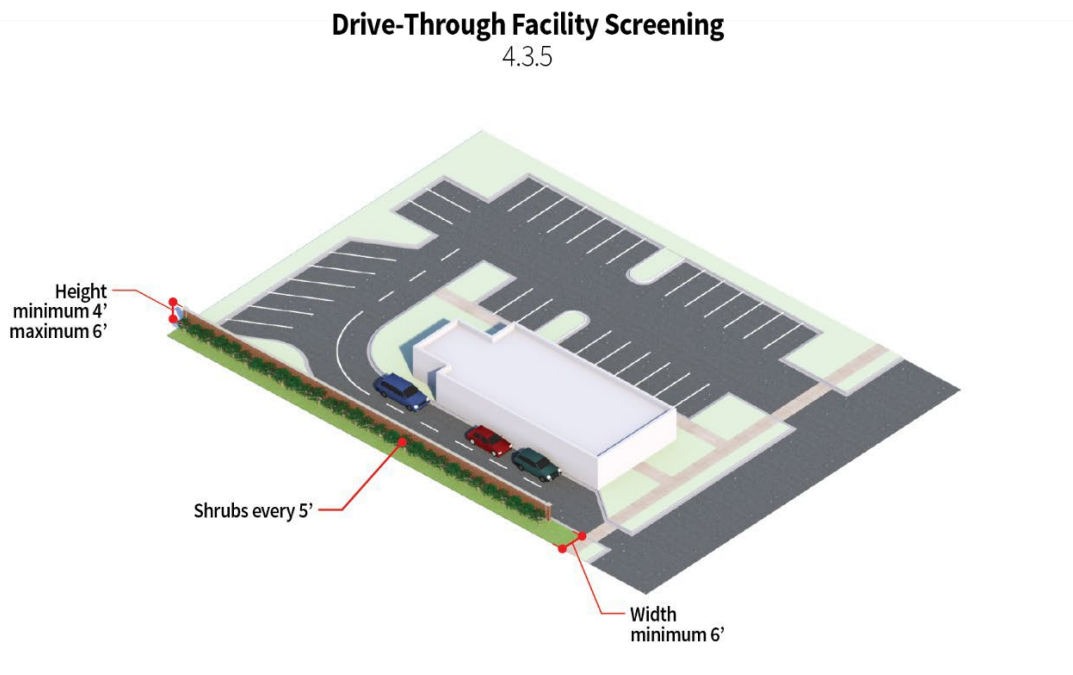 Drive-Through Facility Screening
4.3.5
Height
minimum 4’
maximum 6’
Shrubs every 5’
Width
minimum 6’